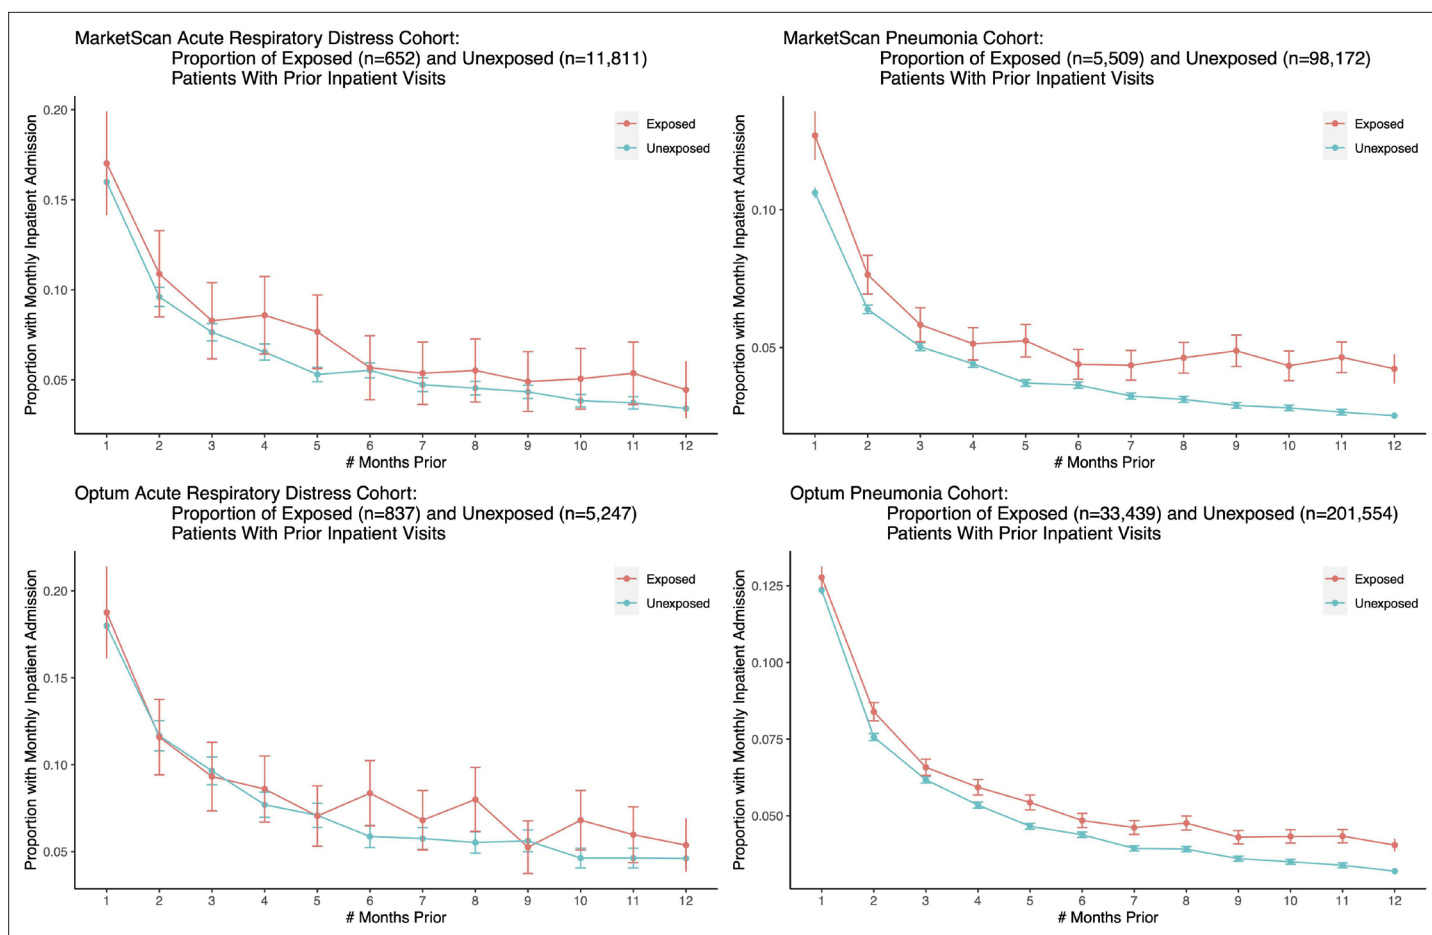 MarketScan Acute Respiratory Distress Cohort:
Proportion of Exposed (n=652) and Unexposed (n=11,811)
Patients With Prior Inpatient Visits
Proportion with Monthly Inpatient Admission
0.20
0.15
0.10
0.05
Exposed
Unexposed
1 2 3 4 5 6 7 8 9 10 11 12
# Months Prior
MarketScan Pneumonia Cohort:
Proportion of Exposed (n=5,509) and Unexposed (n=98,172)
Patients With Prior Inpatient Visits
Proportion with Monthly Inpatient Admission
0.10
0.05
Exposed
Unexposed
1 2 3 4 5 6 7 8 9 10 11 12
# Months Prior
Optum Acute Respiratory Distress Cohort:
Proportion of Exposed (n=837) and Unexposed (n=5,247)
Patients With Prior Inpatient Visits
Proportion with Monthly Inpatient Admission
0.20
0.15
0.10
0.05
Exposed
Unexposed
1 2 3 4 5 6 7 8 9 10 11 12
# Months Prior
Optum Pneumonia Cohort:
Proportion of Exposed (n=33,439) and Unexposed (n=201,554)
Patients With Prior Inpatient Visits
Proportion with Monthly Inpatient Admission
0.125
0.100
0.075
0.050
Exposed
Unexposed
1 2 3 4 5 6 7 8 9 10 11 12
# Months Prior